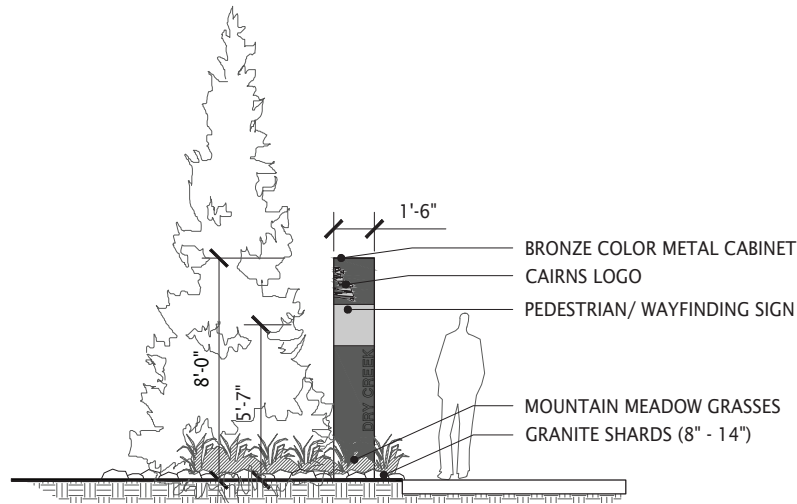 1'-6"
BRONZE COLOR METAL CABINET
CAIRNS LOGO
PEDESTRIAN/ WAYFINDING SIGN
8'-0"
5'-7"
DRY CREEK
MOUNTAIN MEADOW GRASSES
GRANITE SHARDS (8" - 14")